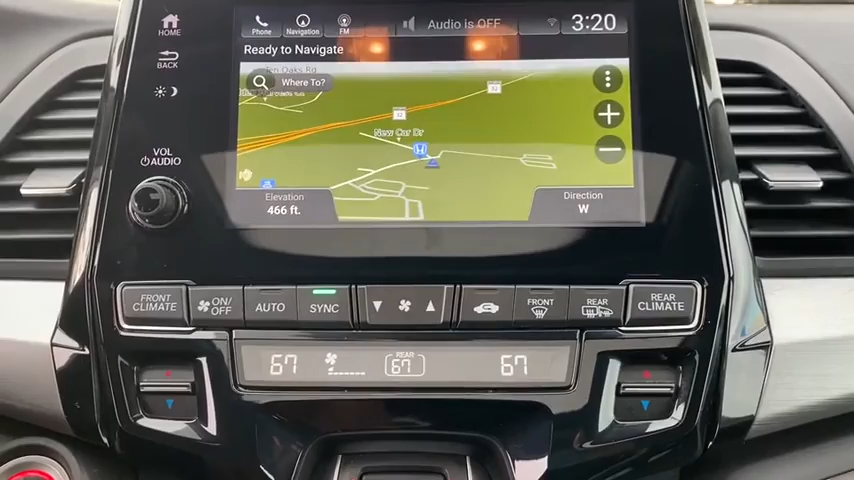 HOME
BACK
VOL
AUDIO
Phone
Navigation
FM
Audio is OFF
3:20
Ready to Navigate
Where To?
12
12
New Car Dr
Elevation
466 ft.
Direction
W
FRONT CLIMATE
ON/OFF
AUTO
SYNC
FRONT
REAR
REAR CLIMATE
67
REAR
67
67